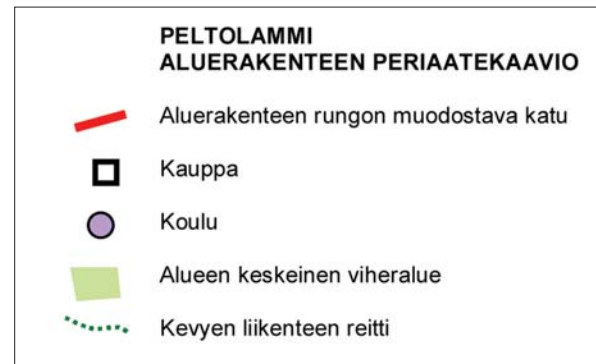 PELTOLAMMI
ALUERAKENTEEN PERIAATEKAAVIO
Aluerakenteen rungon muodostava katu
Kauppa
Koulu
Alueen keskeinen viheralue
Kevyen liikenteen reitti